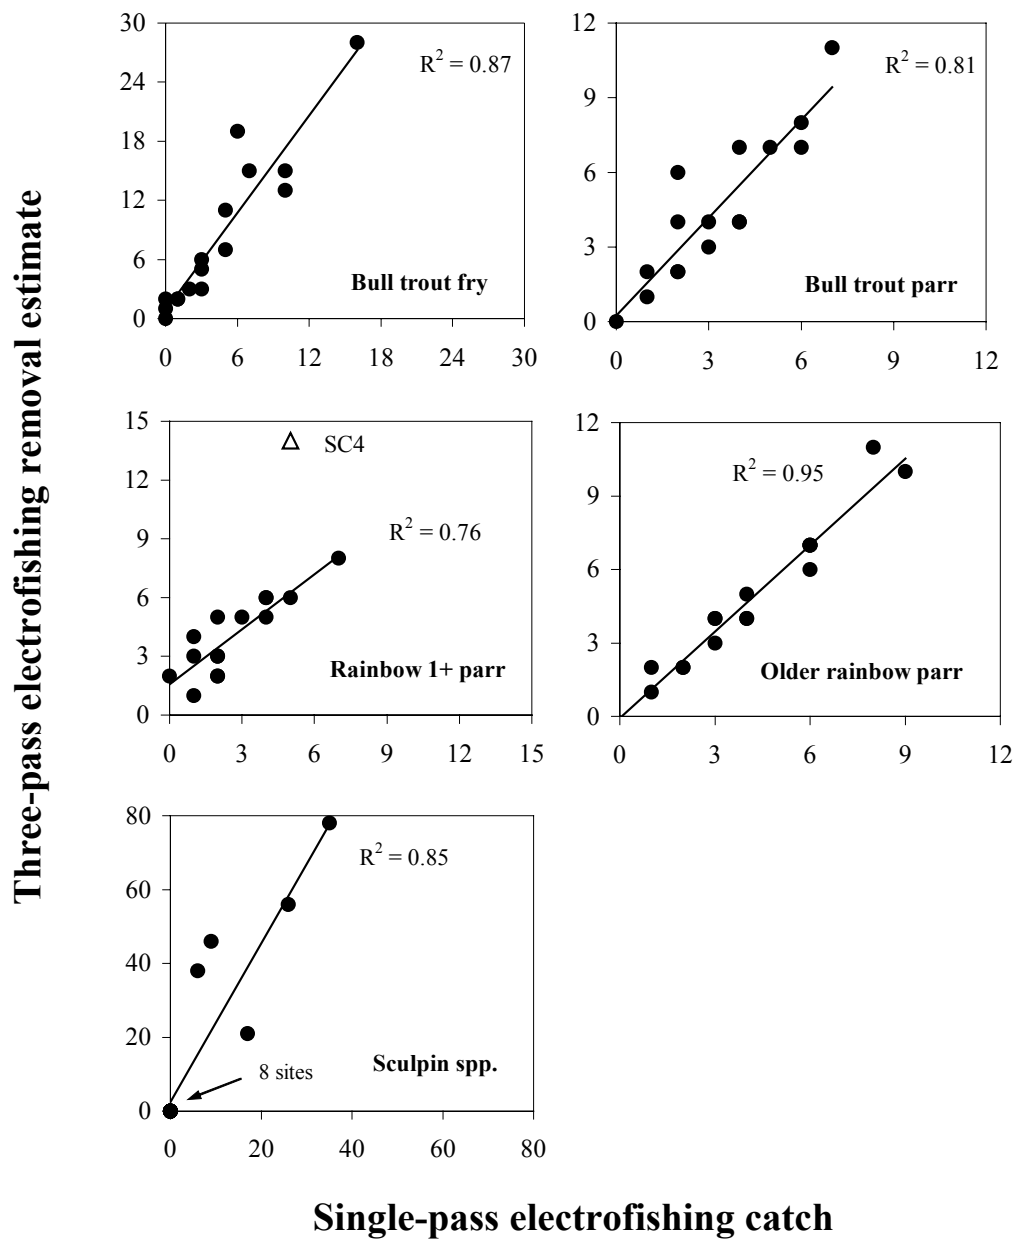 Three-pass electrofishing removal estimate
30
24
18
12
6
0
R² = 0.87
Bull trout fry
0 6 12 18 24 30
12
9
6
3
0
R² = 0.81
Bull trout parr
0 3 6 9 12
15
12
9
6
3
0
SC4
R² = 0.76
Rainbow 1+ parr
0 3 6 9 12 15
12
9
6
3
0
R² = 0.95
Older rainbow parr
0 3 6 9 12
80
60
40
20
0
R² = 0.85
8 sites
Sculpin spp.
0 20 40 60 80
Single-pass electrofishing catch